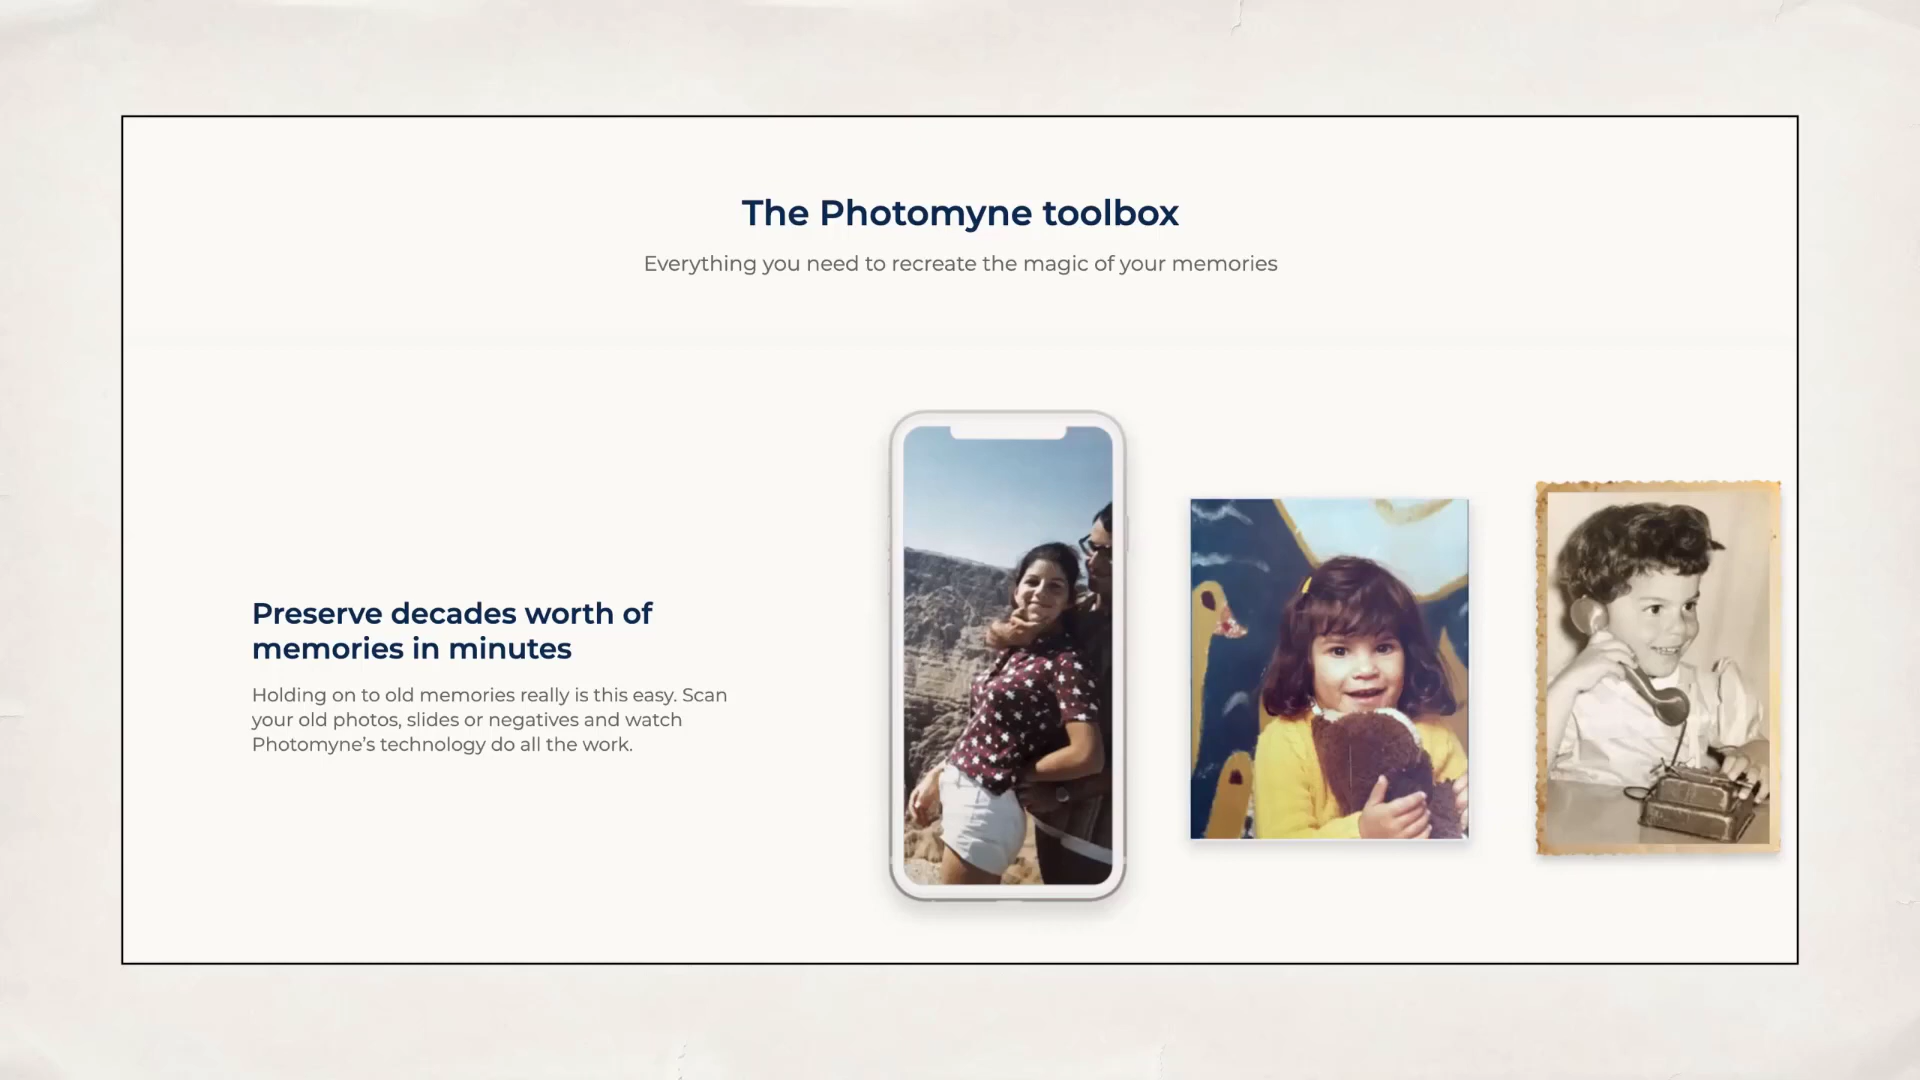 The Photomyne toolbox
Everything you need to recreate the magic of your memories
Preserve decades worth of
memories in minutes
Holding on to old memories really is this easy. Scan
your old photos, slides or negatives and watch
Photomyne’s technology do all the work.